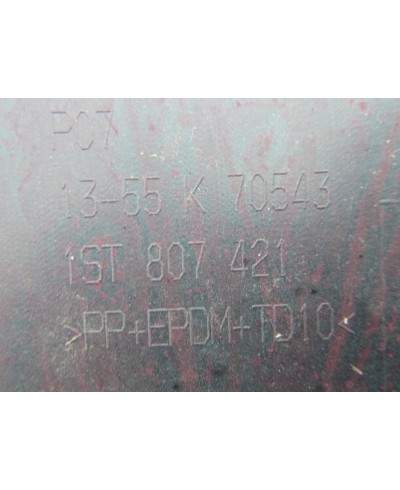 PC7
13-55 K 70543
1ST 807 421
>PP+EPDM+TD10<